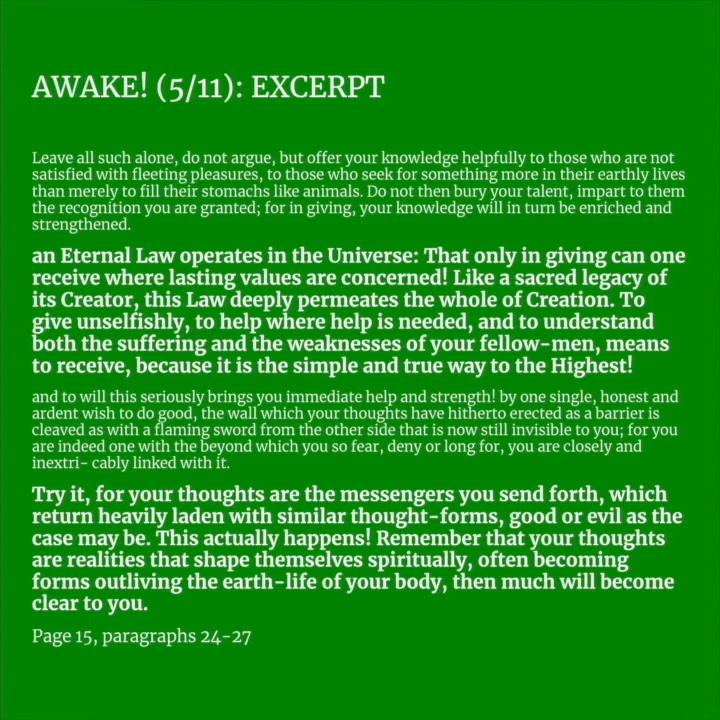 AWAKE! (5/11): EXCERPT
Leave all such alone, do not argue, but offer your knowledge helpfully to those who are not
satisfied with fleeting pleasures, to those who seek for something more in their earthly lives
than merely to fill their stomachs like animals. Do not then bury your talent, impart to them
the recognition you are granted; for in giving, your knowledge will in turn be enriched and
strengthened.
an Eternal Law operates in the Universe: That only in giving can one
receive where lasting values are concerned! Like a sacred legacy of
its Creator, this Law deeply permeates the whole of Creation. To
give unselfishly, to help where help is needed, and to understand
both the suffering and the weaknesses of your fellow-men, means
to receive, because it is the simple and true way to the Highest!
and to will this seriously brings you immediate help and strength! by one single, honest and
ardent wish to do good, the wall which your thoughts have hitherto erected as a barrier is
cleaved as with a flaming sword from the other side that is now still invisible to you; for you
are indeed one with the beyond which you so fear, deny or long for, you are closely and
inextri- cably linked with it.
Try it, for your thoughts are the messengers you send forth, which
return heavily laden with similar thought-forms, good or evil as the
case may be. This actually happens! Remember that your thoughts
are realities that shape themselves spiritually, often becoming
forms outliving the earth-life of your body, then much will become
clear to you.
Page 15, paragraphs 24-27